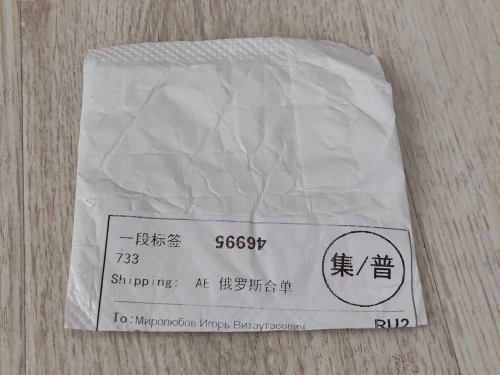 一段标签 46995
733
集/普
Shipping: AE 俄罗斯合单
To: Миролюбов Игорь Витаутасович
RU2